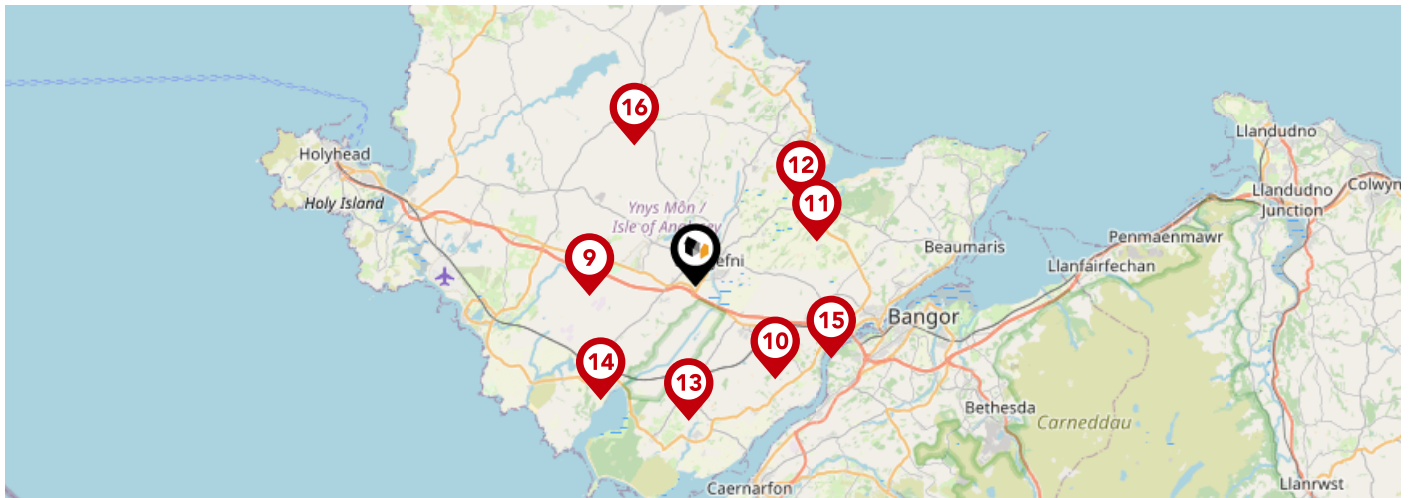 16
Llandudno
Holyhead
12
Llandudno
Junction
Colwyn
Holy Island
11
Ynys Môn /
Isle of
Penmaenmawr
Beaumaris
9
efni
Llanfairfechan
Bangor
15
10
14
13
Bethesda
Carneddau
Llanrwst
Caernarfon